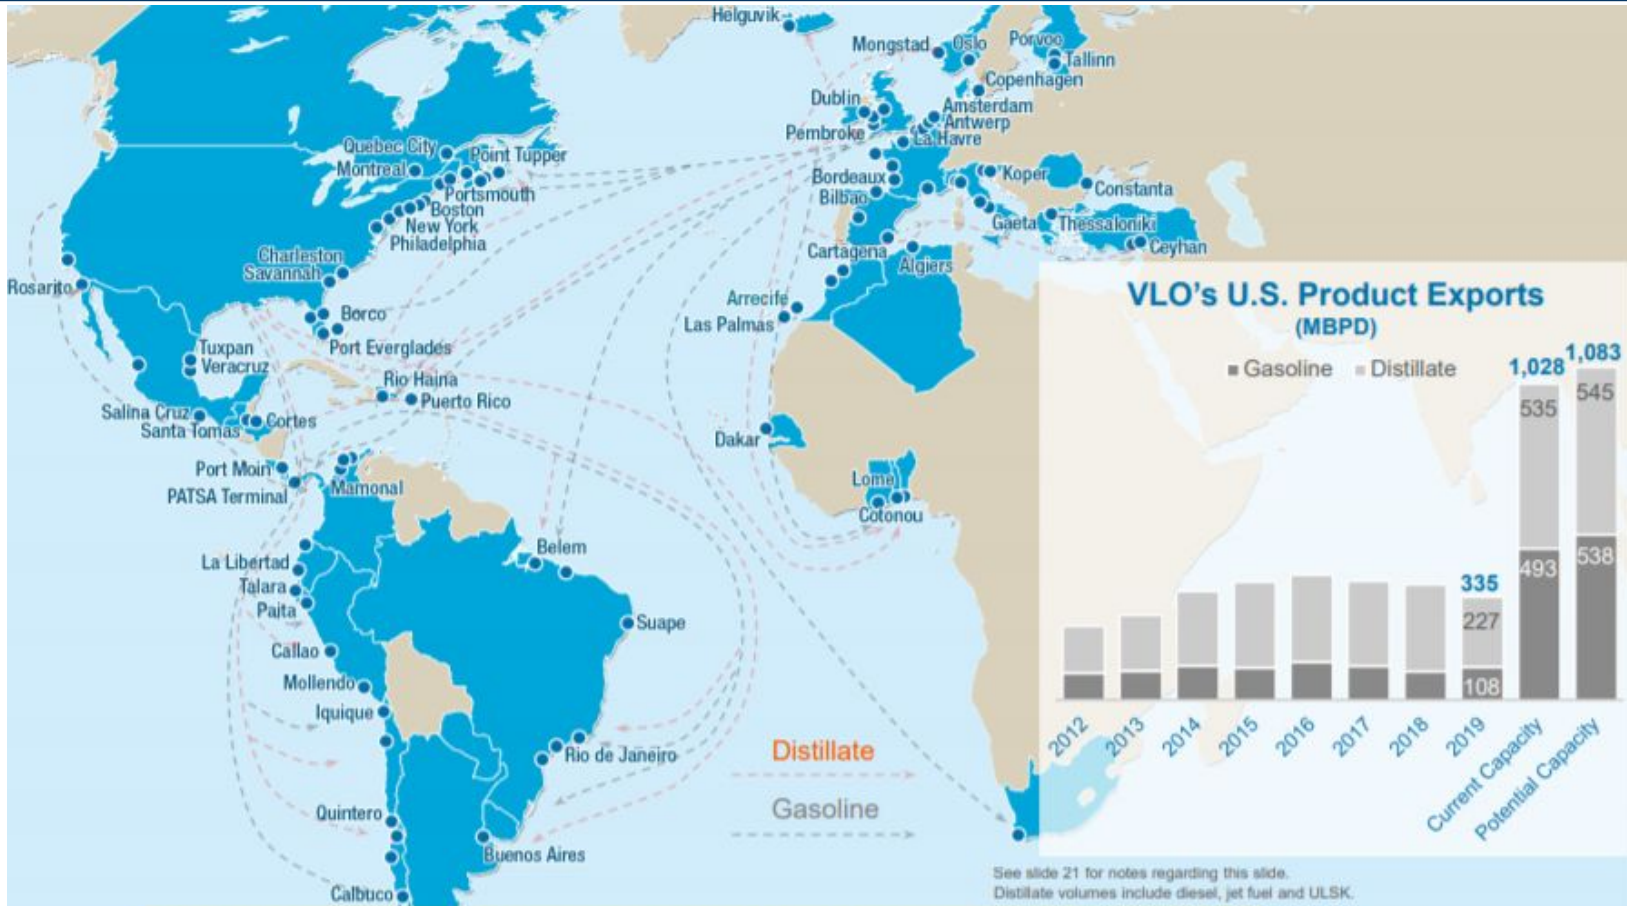 Helguvik
Mongstad
Oslo
Porvoo
Tallinn
Copenhagen
Dublin
Amsterdam
Antwerp
Pembroke
La Havre
Quebec City
Point Tupper
Montreal
Portsmouth
Boston
New York
Philadelphia
Bordeaux
Bilbao
Koper
Constanta
Gaeta
Thessaloniki
Ceyhan
Cartagena
Algiers
Charleston
Savannah
Rosarito
Borco
Port Everglades
Arrecife
Las Palmas
Tuxpan
Veracruz
Rio Haina
Puerto Rico
Salina Cruz
Santa Tomas
Cortes
Dakar
Port Moin
PATSA Terminal
Mamonal
Lome
Cotonou
La Libertad
Talara
Paita
Belem
Suape
Callao
Mollendo
Iquique
Rio de Janeiro
Quintero
Buenos Aires
Calbuco
Distillate
Gasoline
VLO's U.S. Product Exports
(MBPD)
Gasoline Distillate
1,028 1,083
535 545
493 538
335
227
108
2012 2013 2014 2015 2016 2017 2018 2019 Current Capacity Potential Capacity
See slide 21 for notes regarding this slide.
Distillate volumes include diesel, jet fuel and ULSK.